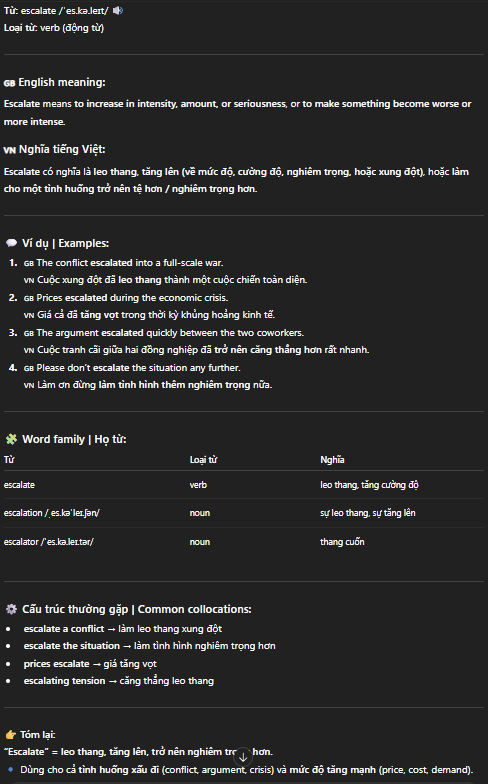 Từ: escalate /ˈes.kə.leɪt/ 🔊
Loại từ: verb (động từ)
GB English meaning:
Escalate means to increase in intensity, amount, or seriousness, or to make something become worse or
more intense.
VN Nghĩa tiếng Việt:
Escalate có nghĩa là leo thang, tăng lên (về mức độ, cường độ, nghiêm trọng, hoặc xung đột), hoặc làm
cho một tình huống trở nên tệ hơn / nghiêm trọng hơn.
💬 Ví dụ | Examples:
1. GB The conflict escalated into a full-scale war.
VN Cuộc xung đột đã leo thang thành một cuộc chiến toàn diện.
2. GB Prices escalated during the economic crisis.
VN Giá cả đã tăng vọt trong thời kỳ khủng hoảng kinh tế.
3. GB The argument escalated quickly between the two coworkers.
VN Cuộc tranh cãi giữa hai đồng nghiệp đã trở nên căng thẳng hơn rất nhanh.
4. GB Please don't escalate the situation any further.
VN Làm ơn đừng làm tình hình thêm nghiêm trọng nữa.
🧩 Word family | Họ từ:
Từ Loại từ Nghĩa
escalate verb leo thang, tăng cường độ
escalation /ˌes.kəˈleɪ.ʃən/ noun sự leo thang, sự tăng lên
escalator /ˈes.kə.leɪ.tər/ noun thang cuốn
⚙️ Cấu trúc thường gặp | Common collocations:
• escalate a conflict → làm leo thang xung đột
• escalate the situation → làm tình hình nghiêm trọng hơn
• prices escalate → giá tăng vọt
• escalating tension → căng thẳng leo thang
👉 Tóm lại:
"Escalate" = leo thang, tăng lên, trở nên nghiêm hơn.
• Dùng cho cả tình huống xấu đi (conflict, argument, crisis) và mức độ tăng mạnh (price, cost, demand).